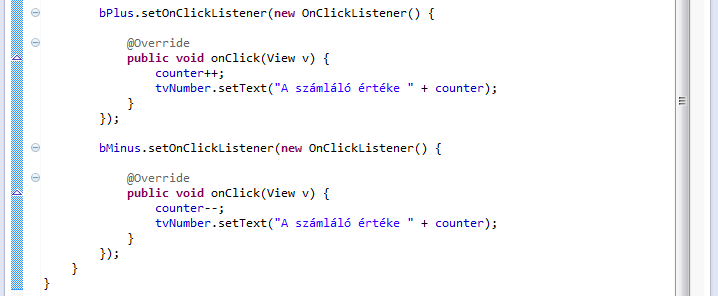 bPlus.setOnClickListener(new OnClickListener() {
@Override
public void onClick(View v) {
counter++;
tvNumber.setText("A számláló értéke " + counter);
}
});
bMinus.setOnClickListener(new OnClickListener() {
@Override
public void onClick(View v) {
counter--;
tvNumber.setText("A számláló értéke " + counter);
}
});
}
}